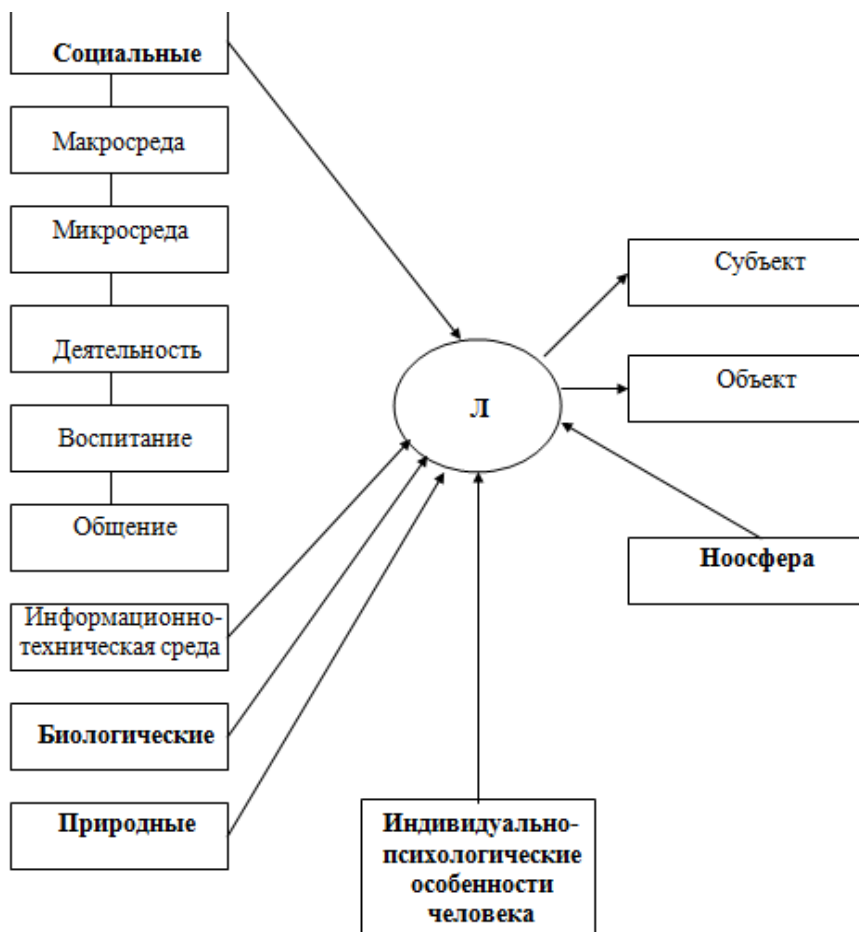 Социальные
Макросреда
Микросреда
Деятельность
Воспитание
Общение
Информационно-
техническая среда
Биологические
Природные
Л
Субъект
Объект
Ноосфера
Индивидуально-
психологические
особенности
человека